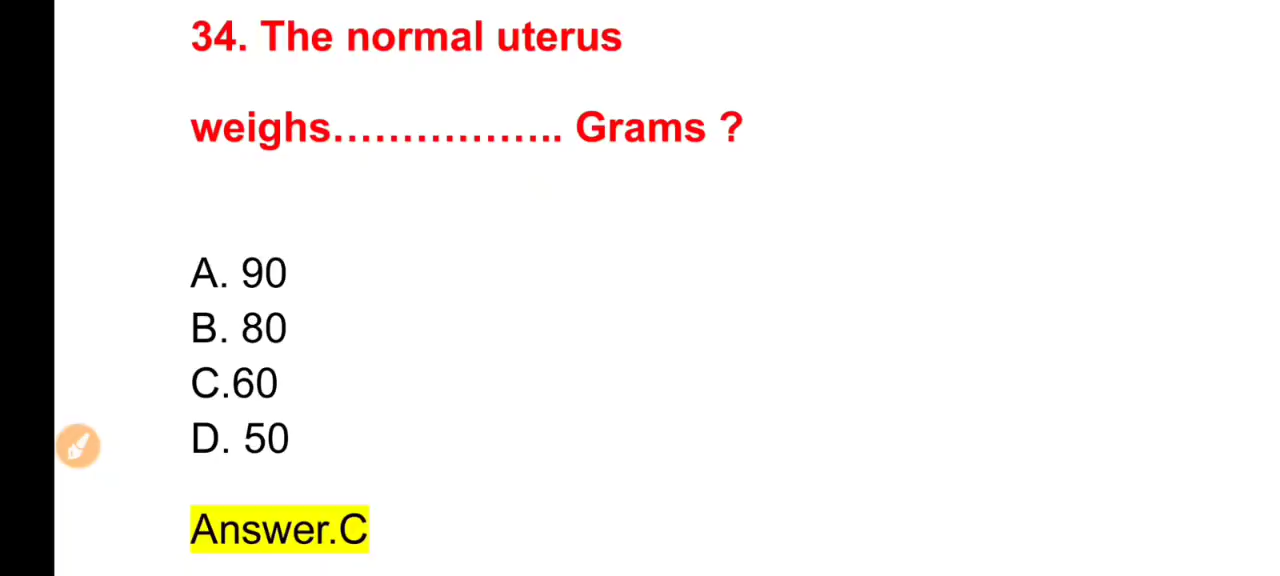 34. The normal uterus
weighs................. Grams ?
A. 90
B. 80
C.60
D. 50
Answer.C